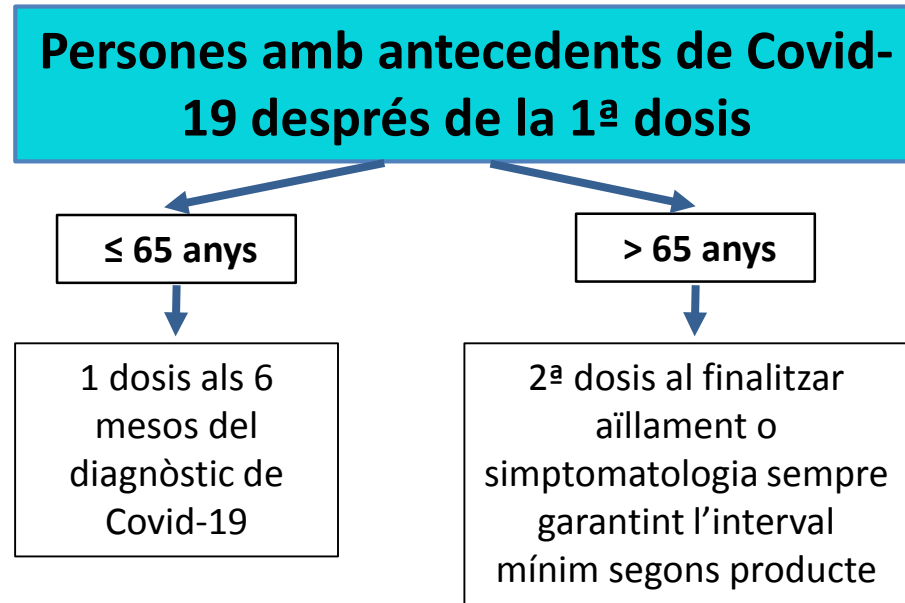 Persones amb antecedents de Covid-
19 després de la 1ª dosis
≤ 65 anys
> 65 anys
1 dosis als 6
mesos del
diagnòstic de
Covid-19
2ª dosis al finalitzar
aïllament o
simptomatologia sempre
garantint l’interval
mínim segons producte